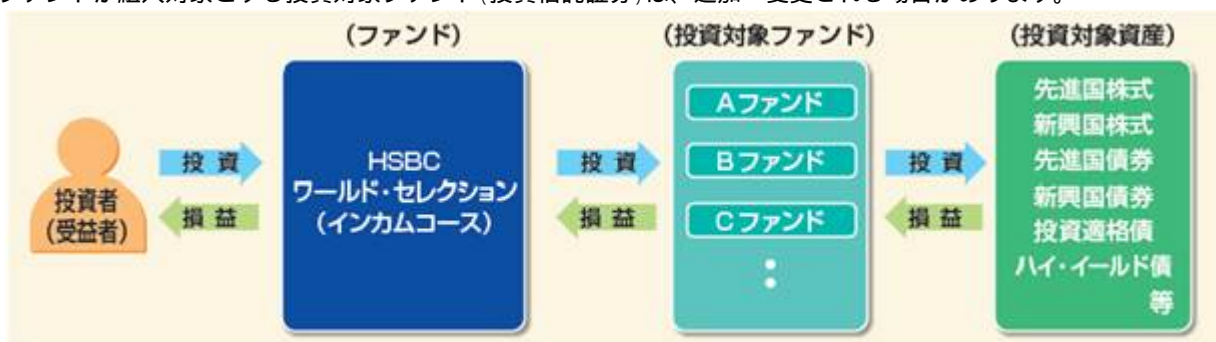 ファンドが組入対象とする投資対象ファンド(投資信託証券)は、追加・変更される場合があります。
(ファンド)
(投資対象ファンド)
(投資対象資産)
投資者
(受益者)
投資
損益
HSBC
ワールド・セレクション
(インカムコース)
投資
損益
Aファンド
Bファンド
Cファンド
:
投資
損益
先進国株式
新興国株式
先進国債券
新興国債券
投資適格債
ハイ・イールド債
等